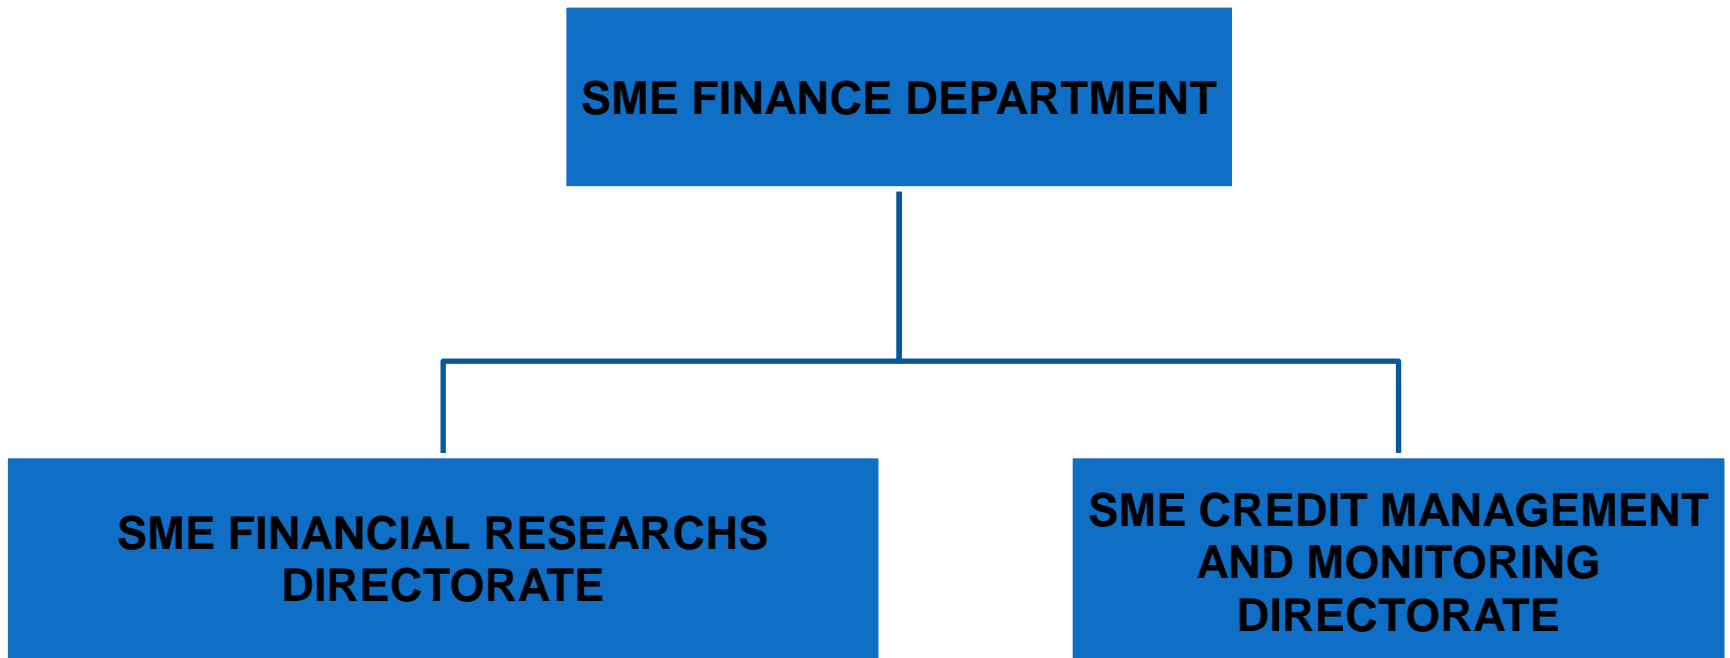 SME FINANCE DEPARTMENT
SME FINANCIAL RESEARCHS
DIRECTORATE
SME CREDIT MANAGEMENT
AND MONITORING
DIRECTORATE